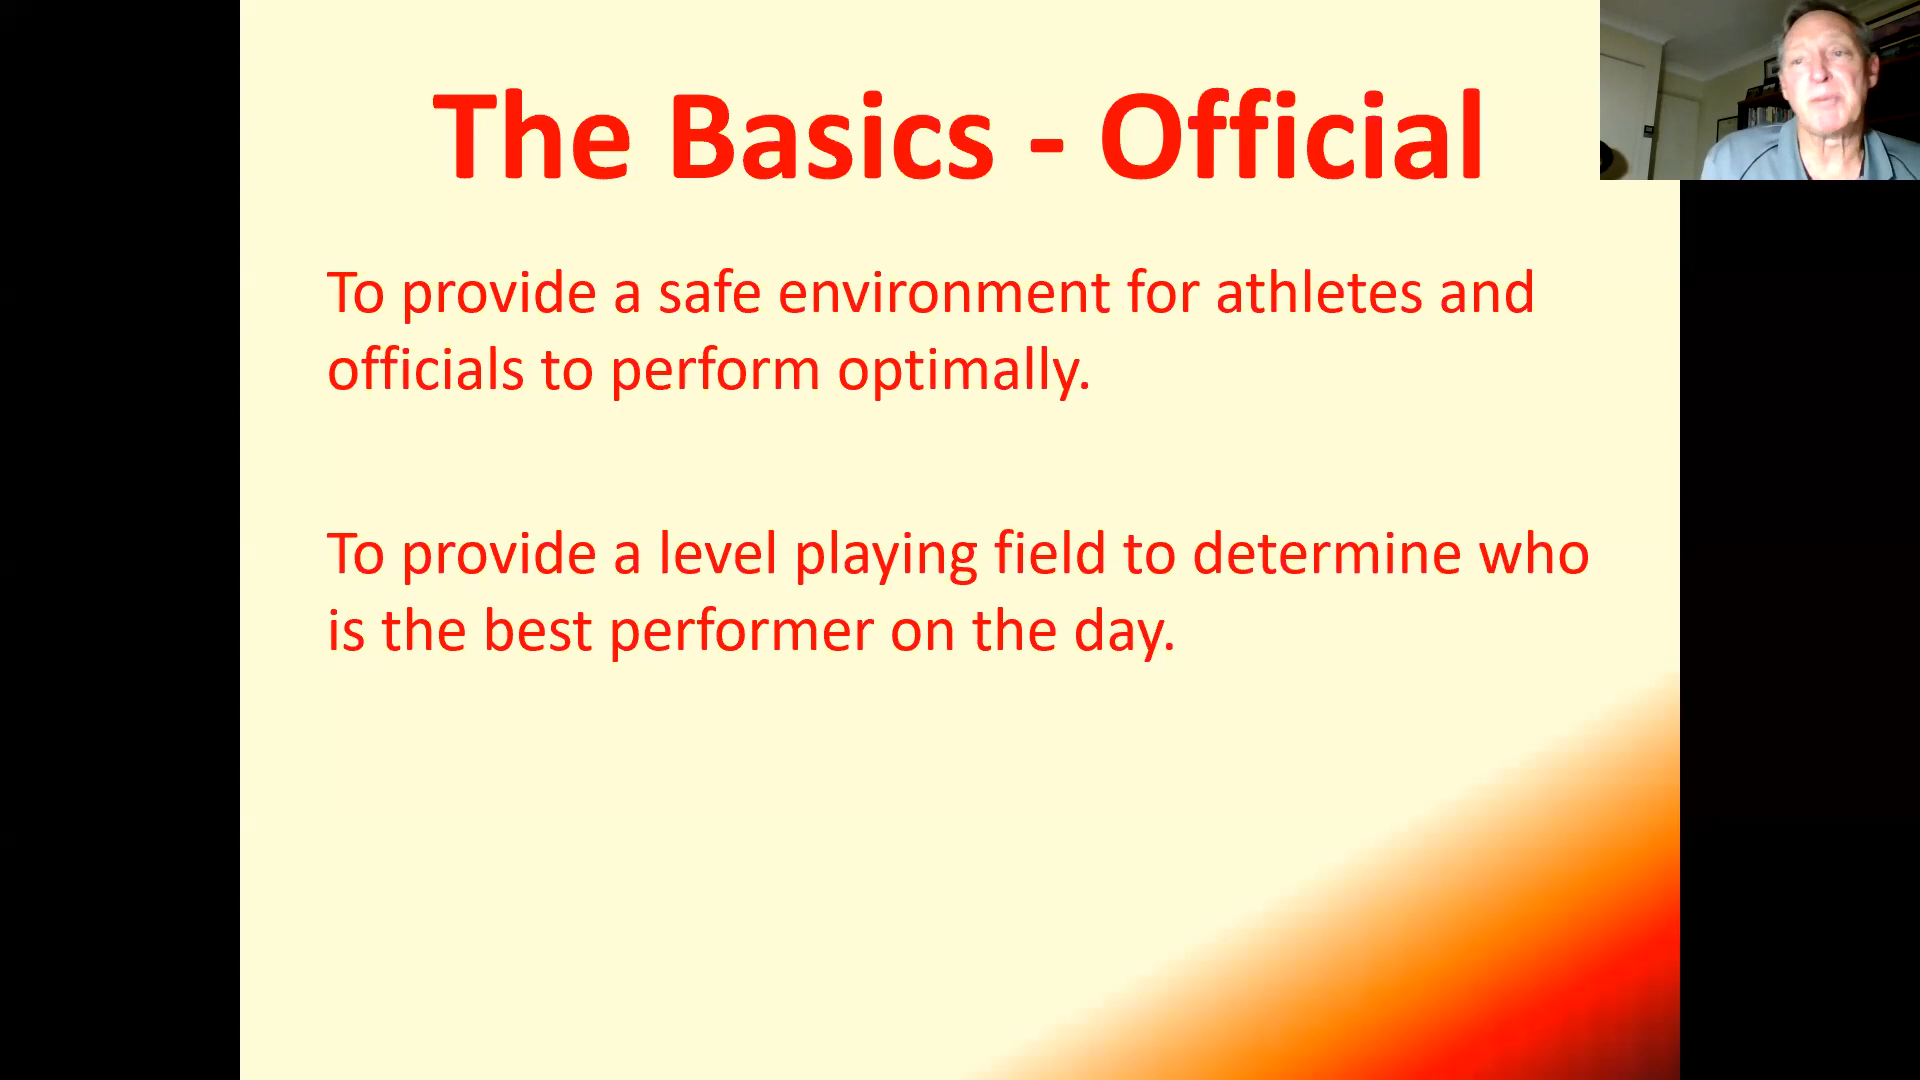 The Basics - Official
To provide a safe environment for athletes and
officials to perform optimally.
To provide a level playing field to determine who
is the best performer on the day.